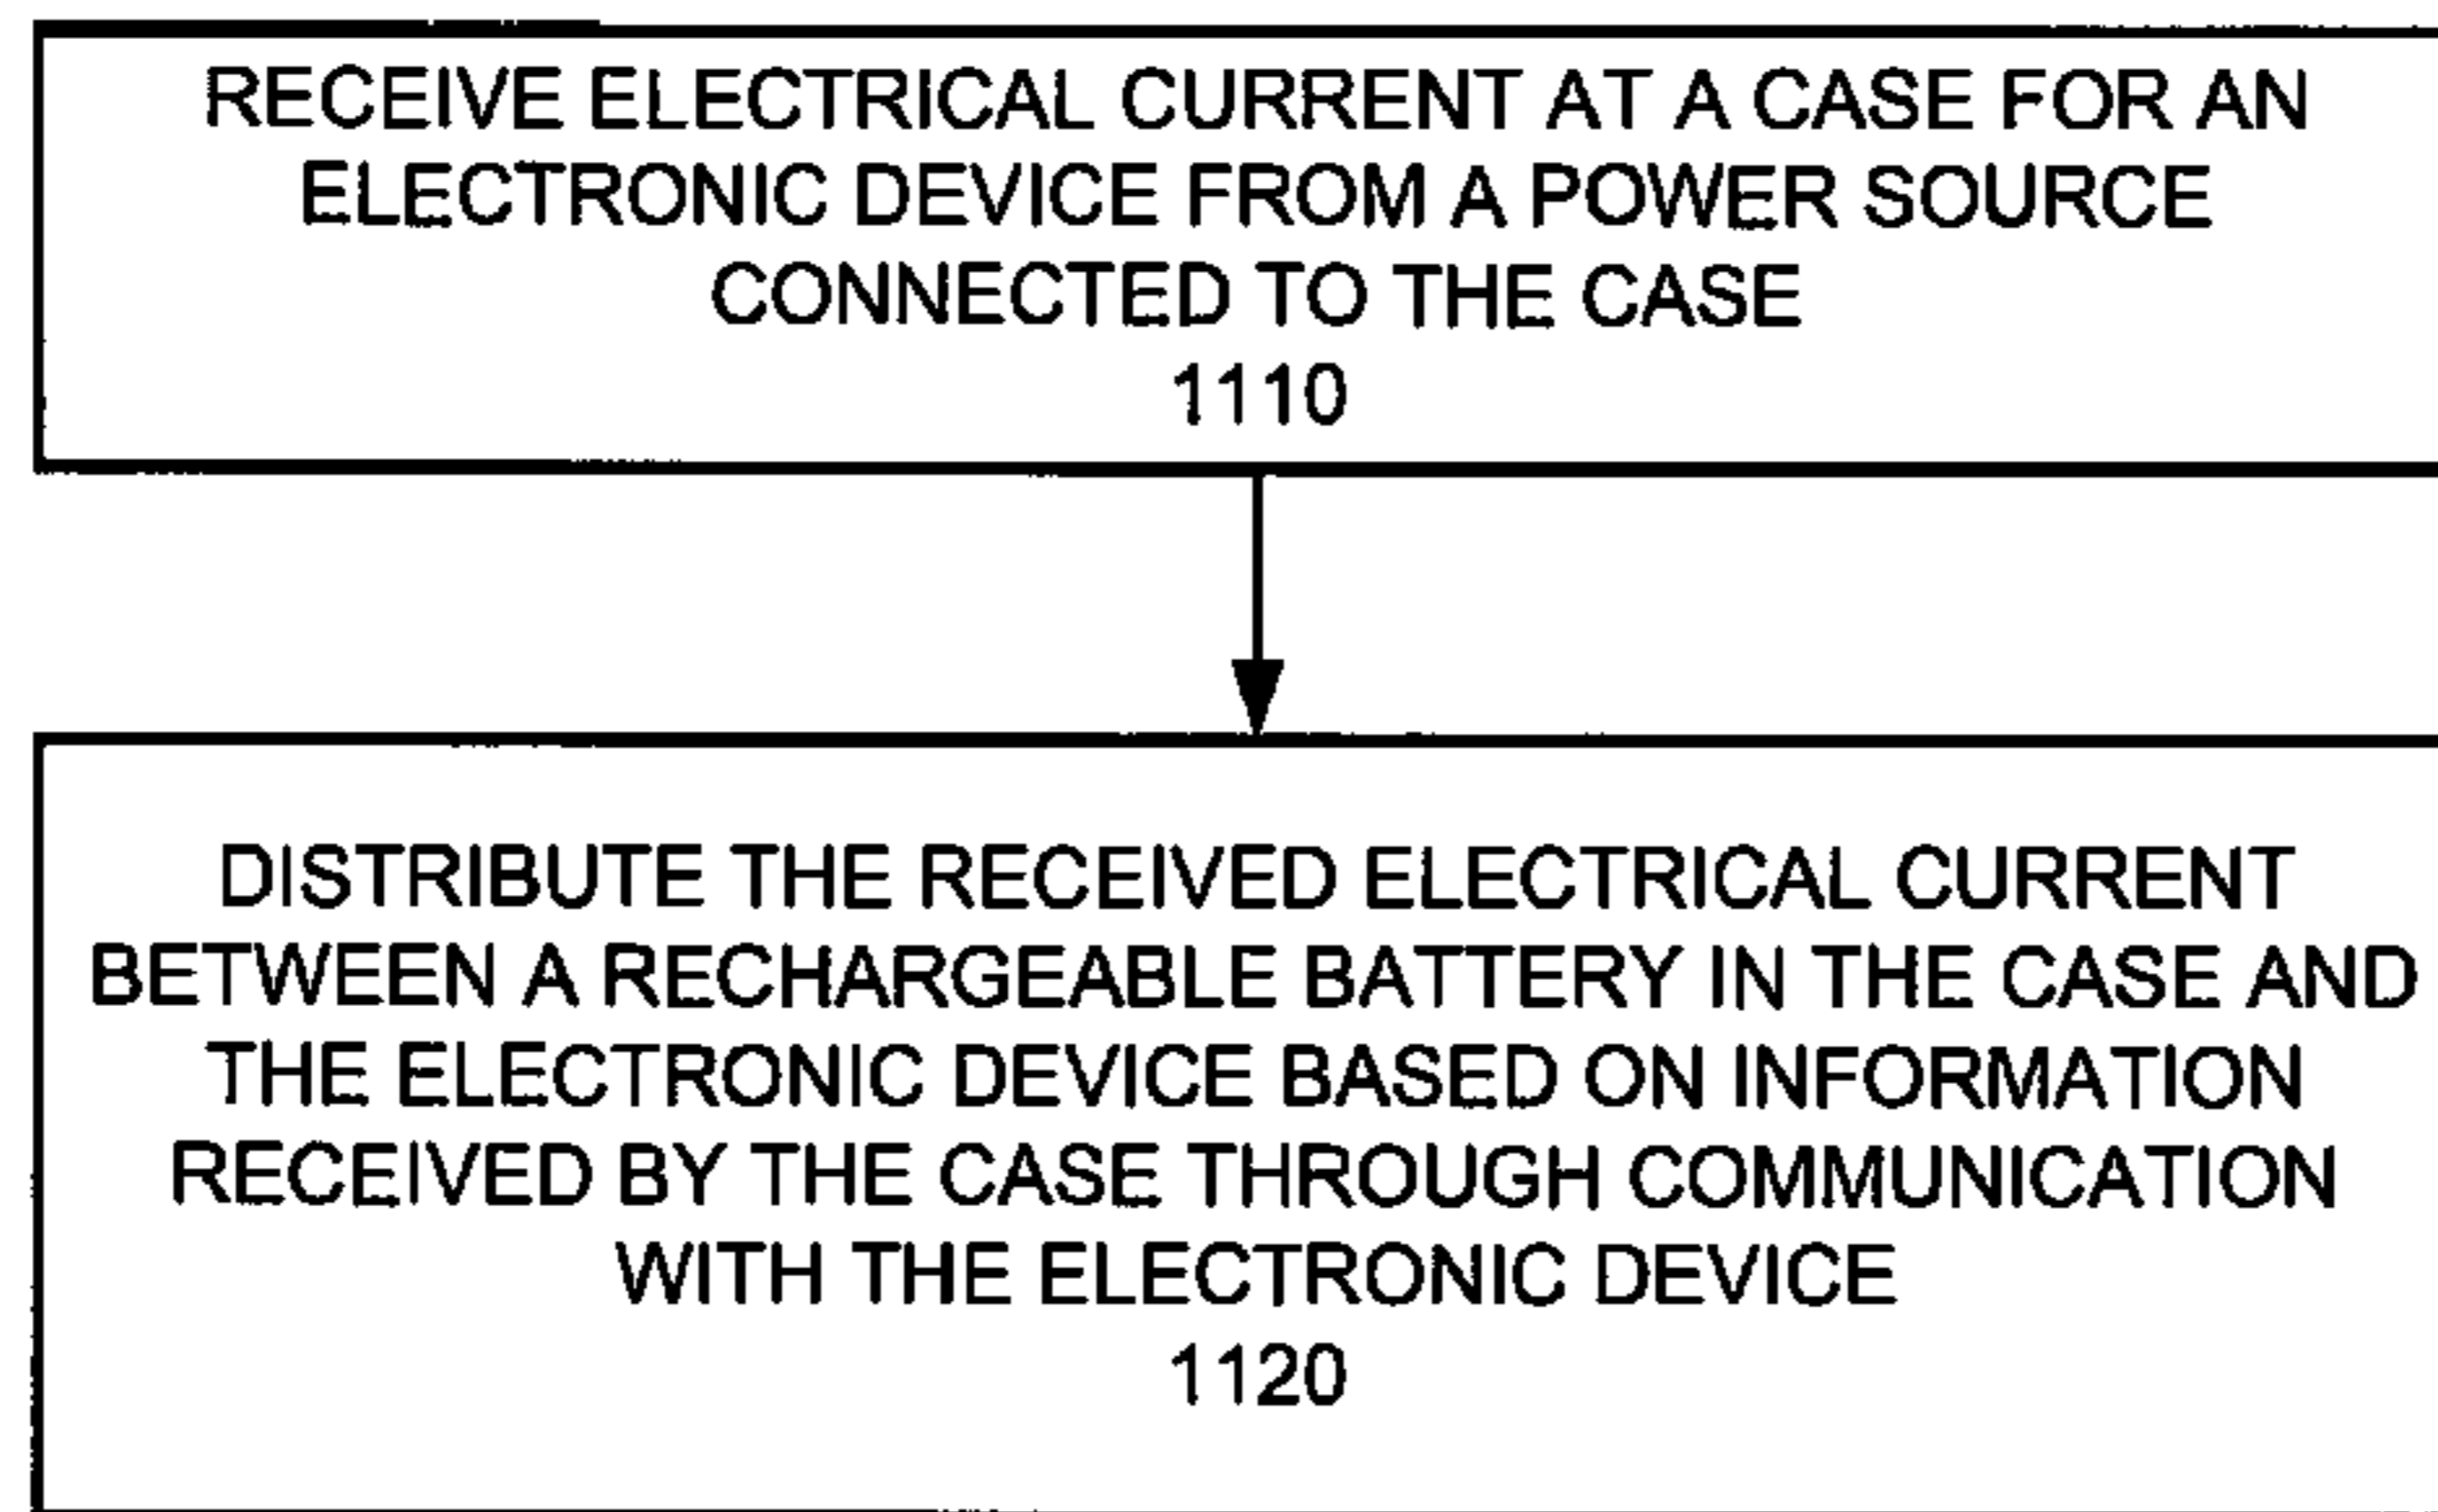 RECEIVE ELECTRICAL CURRENT AT A CASE FOR AN
ELECTRONIC DEVICE FROM A POWER SOURCE
CONNECTED TO THE CASE
1110
DISTRIBUTE THE RECEIVED ELECTRICAL CURRENT
BETWEEN A RECHARGEABLE BATTERY IN THE CASE AND
THE ELECTRONIC DEVICE BASED ON INFORMATION
RECEIVED BY THE CASE THROUGH COMMUNICATION
WITH THE ELECTRONIC DEVICE
1120